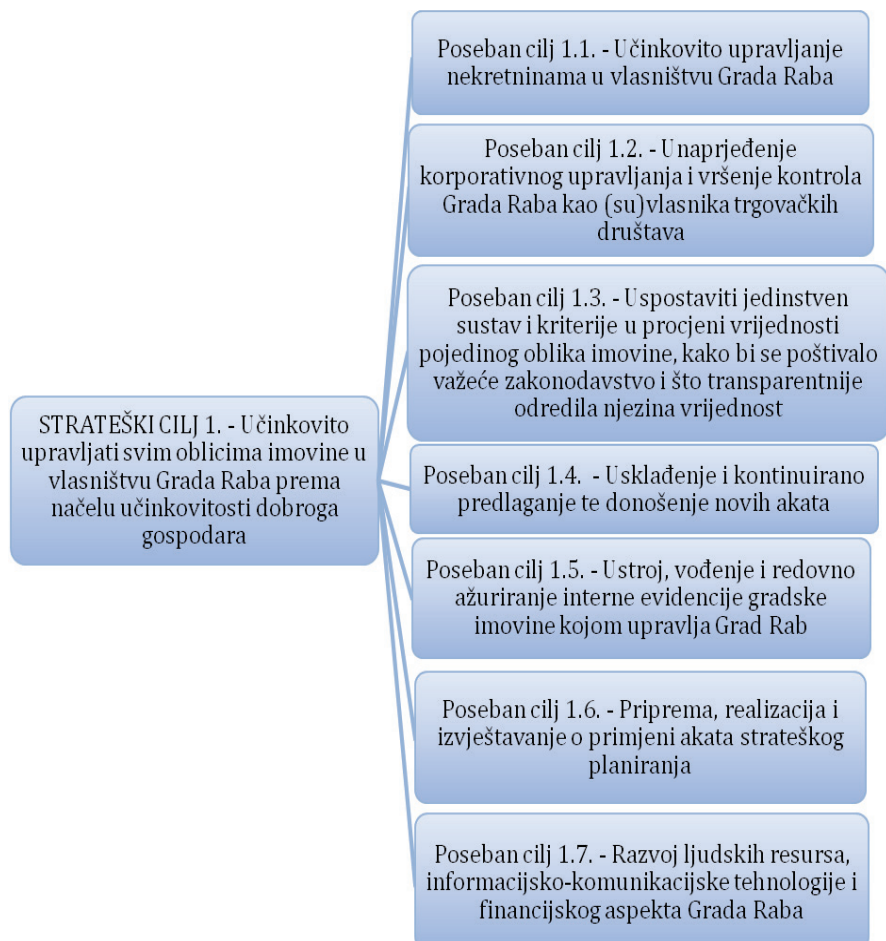 STRATEŠKI CILJ 1. - Učinkovito
upravljati svim oblicima imovine u
vlasništvu Grada Raba prema
načelu učinkovitosti dobroga
gospodara
Poseban cilj 1.1. - Učinkovito upravljanje
nekretninama u vlasništvu Grada Raba
Poseban cilj 1.2. - Unaprjeđenje
korporativnog upravljanja i vršenje kontrola
Grada Raba kao (su)vlasnika trgovačkih
društava
Poseban cilj 1.3. - Uspostaviti jedinstven
sustav i kriterije u procjeni vrijednosti
pojedinog oblika imovine, kako bi se poštivalo
važeće zakonodavstvo i što transparentnije
odredila njezina vrijednost
Poseban cilj 1.4. - Usklađenje i kontinuirano
predlaganje te donošenje novih akata
Poseban cilj 1.5. - Ustroj, vođenje i redovno
ažuriranje interne evidencije gradske
imovine kojom upravlja Grad Rab
Poseban cilj 1.6. - Priprema, realizacija i
izvještavanje o primjeni akata strateškog
planiranja
Poseban cilj 1.7. - Razvoj ljudskih resursa,
informacijsko-komunikacijske tehnologije i
financijskog aspekta Grada Raba